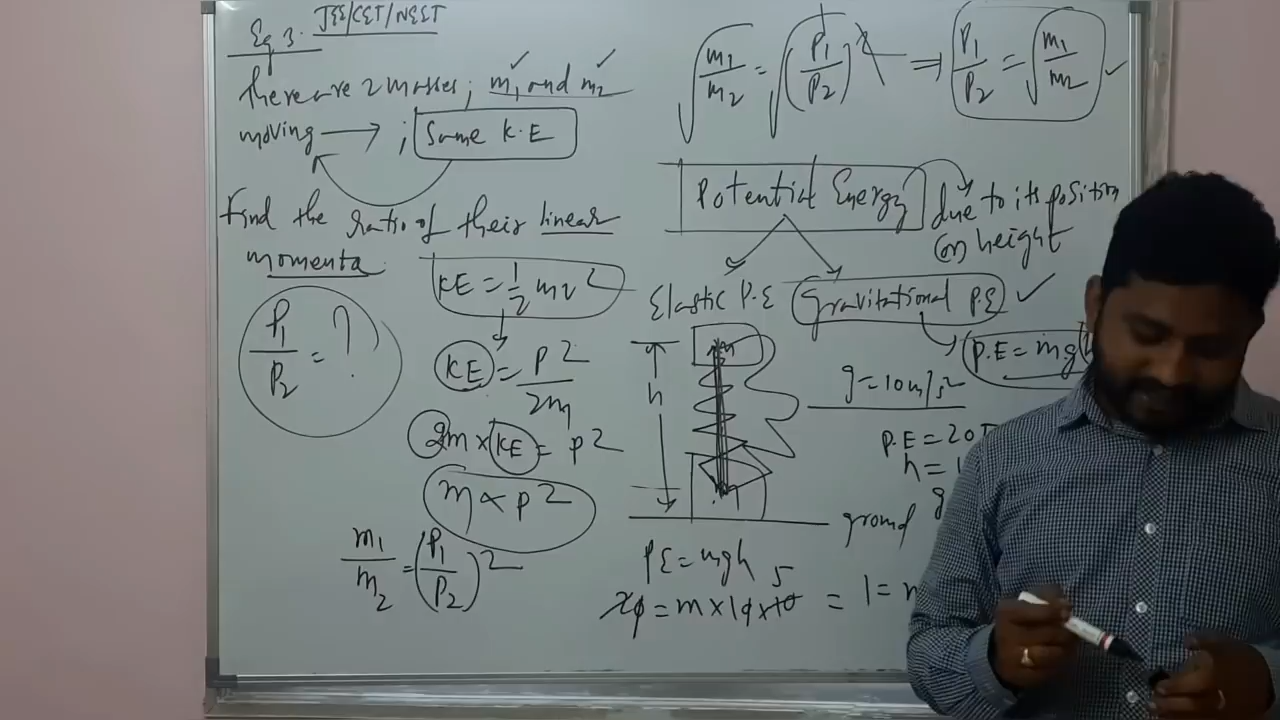 Eg 3. JEE/CET/NEET
there are 2 masses; m₁ and m₂
moving → ; Same K.E
Find the ratio of their linear
momenta
P₁/P₂ = ?
KE = 1/2 mv²
KE = P²/2m
2m × KE = P²
m ∝ P²
m₁/m₂ = (P₁/P₂)²
√(m₁/m₂) = √(P₁/P₂)² ⇒ P₁/P₂ = √(m₁/m₂) ✓
Potential Energy
due to its position
(or) height
Elastic P.E
Gravitational P.E ✓
P.E = mg
h
g = 10 m/s²
P.E = 20
h = 1
g
ground
PE = mgh
20 = m × 10 × 10
5
= 1 =